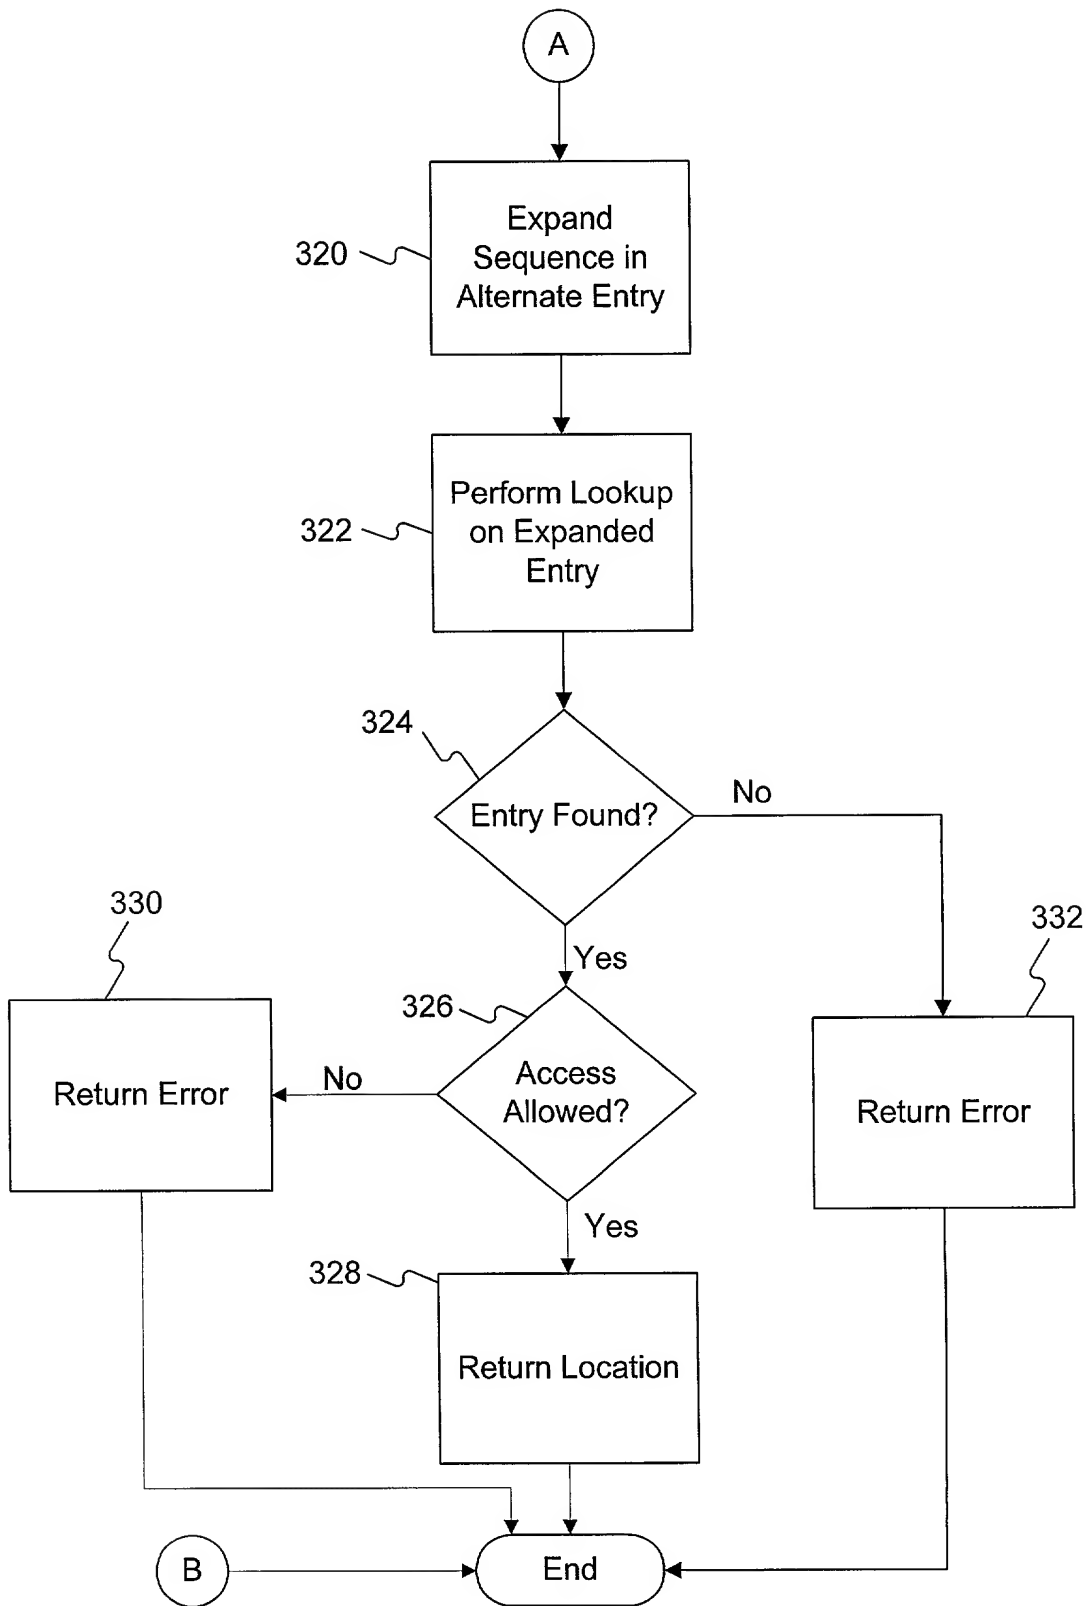 A
Expand
Sequence in
Alternate Entry
320
Perform Lookup
on Expanded
Entry
322
324
Entry Found?
No
Yes
330
332
326
Access
Allowed?
No
Return Error
Return Error
Yes
328
Return Location
B
End